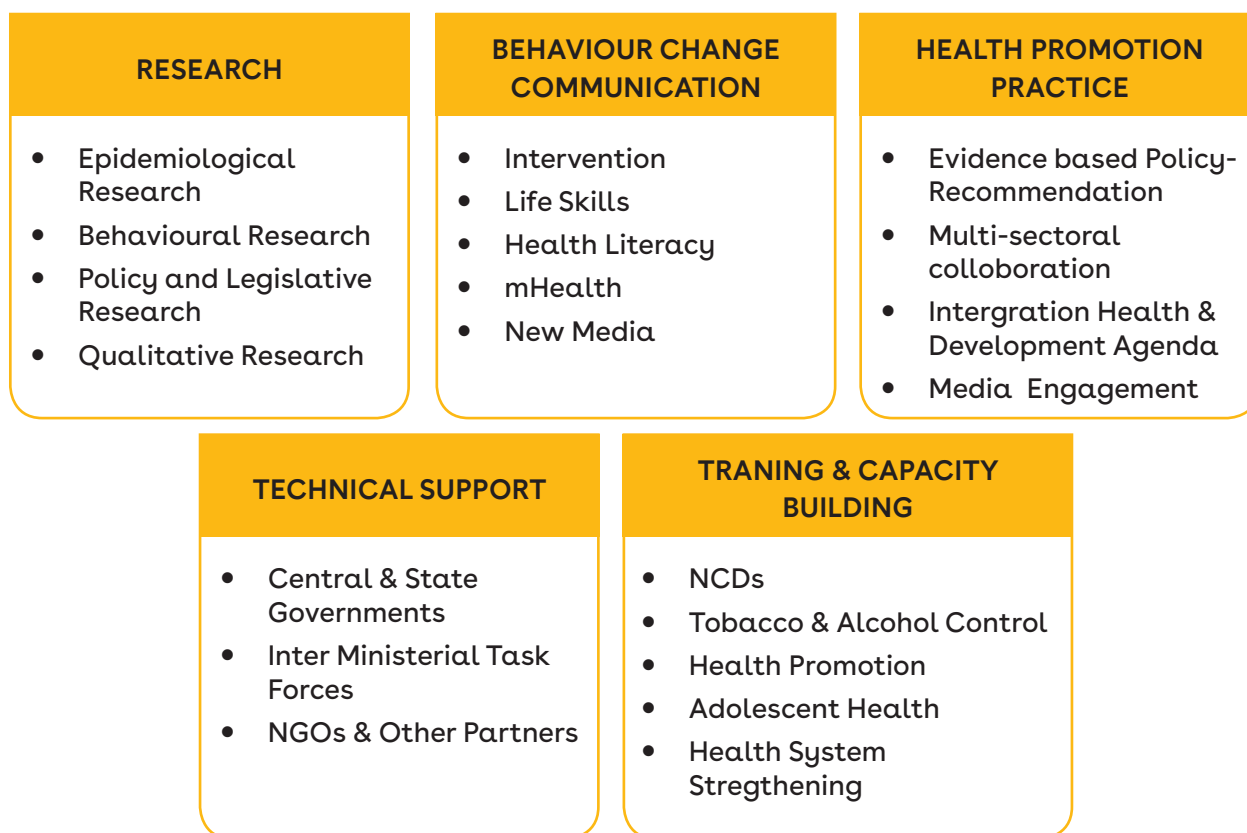 RESEARCH
• Epidemiological
Research
• Behavioural Research
• Policy and Legislative
Research
• Qualitative Research
BEHAVIOUR CHANGE
COMMUNICATION
• Intervention
• Life Skills
• Health Literacy
• mHealth
• New Media
HEALTH PROMOTION
PRACTICE
• Evidence based Policy-
Recommendation
• Multi-sectoral
colloboration
• Intergration Health &
Development Agenda
• Media Engagement
TECHNICAL SUPPORT
• Central & State
Governments
• Inter Ministerial Task
Forces
• NGOs & Other Partners
TRANING & CAPACITY
BUILDING
• NCDs
• Tobacco & Alcohol Control
• Health Promotion
• Adolescent Health
• Health System
Stregthening